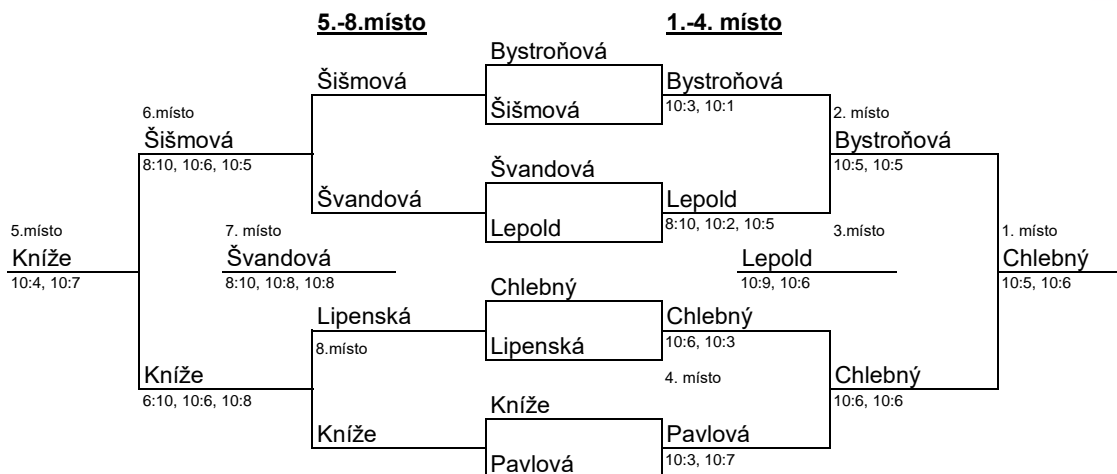 5.-8.místo 1.-4. místo
Bystroňová
Šišmová Bystroňová
6.místo Šišmová 10:3, 10:1 2. místo
Šišmová Bystroňová
8:10, 10:6, 10:5 Švandová 10:5, 10:5
Švandová Lepold
5.místo 7. místo Lepold 8:10, 10:2, 10:5 3.místo 1. místo
Kníže Švandová Lepold Chlebný
10:4, 10:7 8:10, 10:8, 10:8 10:9, 10:6 10:5, 10:6
Chlebný
Lipenská Chlebný
8.místo Lipenská 10:6, 10:3
Kníže 4. místo Chlebný
6:10, 10:6, 10:8 Kníže 10:6, 10:6
Kníže Pavlová
Pavlová 10:3, 10:7